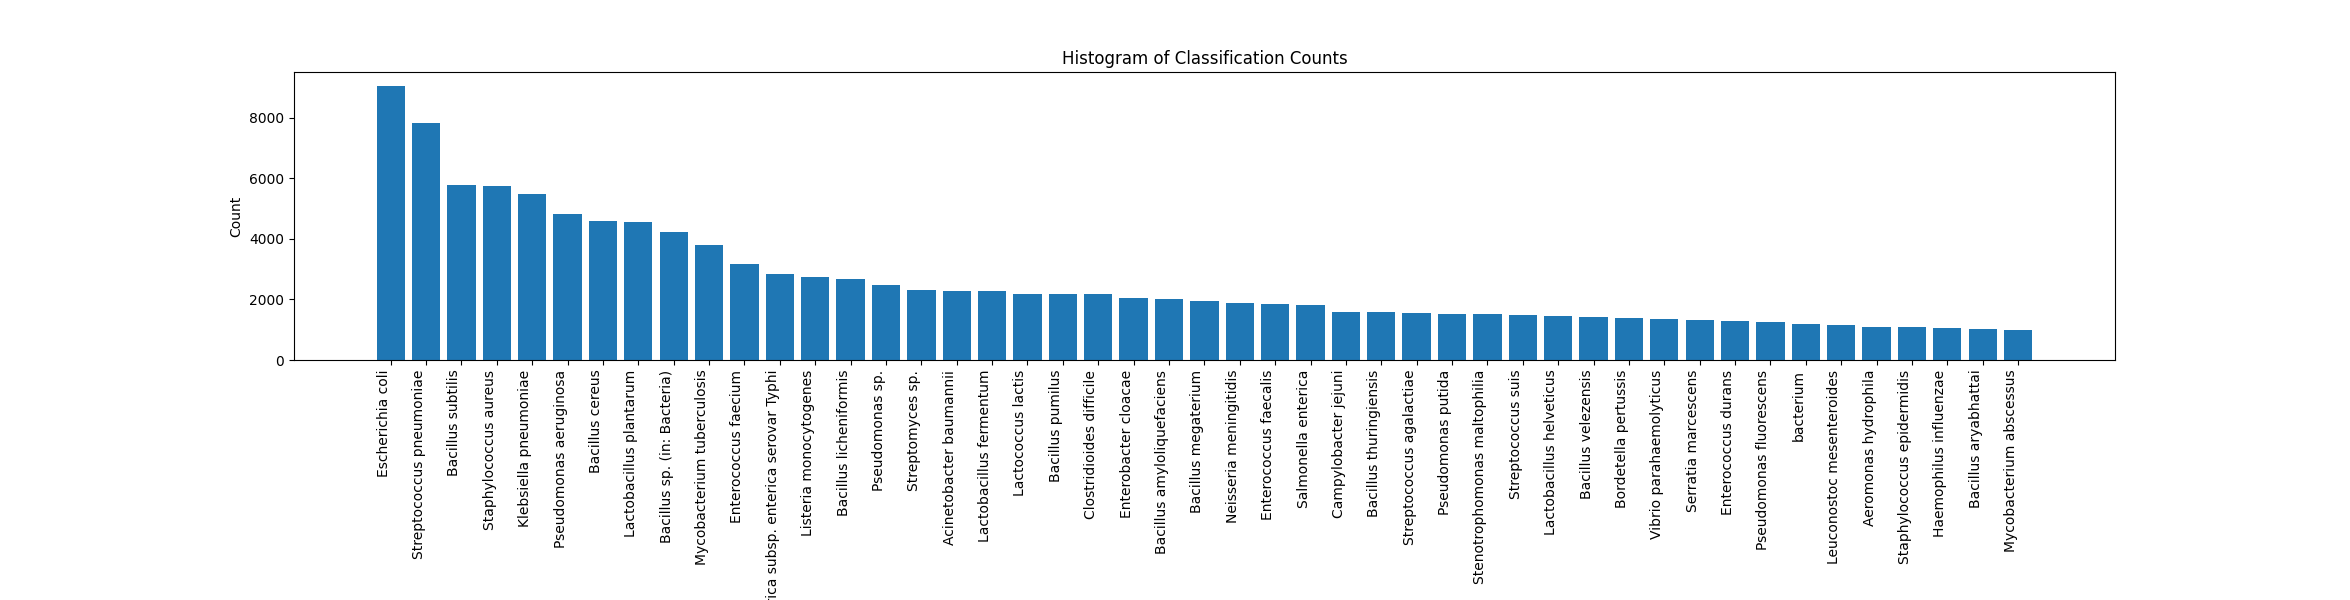 Histogram of Classification Counts
Count
8000
6000
4000
2000
0
Escherichia coli
Streptococcus pneumoniae
Bacillus subtilis
Staphylococcus aureus
Klebsiella pneumoniae
Pseudomonas aeruginosa
Bacillus cereus
Lactobacillus plantarum
Bacillus sp. (in: Bacteria)
Mycobacterium tuberculosis
Enterococcus faecium
subsp. enterica serovar Typhi
Listeria monocytogenes
Bacillus licheniformis
Pseudomonas sp.
Streptomyces sp.
Acinetobacter baumannii
Lactobacillus fermentum
Lactococcus lactis
Bacillus pumilus
Clostridioides difficile
Enterobacter cloacae
Bacillus amyloliquefaciens
Bacillus megaterium
Neisseria meningitidis
Enterococcus faecalis
Salmonella enterica
Campylobacter jejuni
Bacillus thuringiensis
Streptococcus agalactiae
Pseudomonas putida
Stenotrophomonas maltophilia
Streptococcus suis
Lactobacillus helveticus
Bacillus velezensis
Bordetella pertussis
Vibrio parahaemolyticus
Serratia marcescens
Enterococcus durans
Pseudomonas fluorescens
bacterium
Leuconostoc mesenteroides
Aeromonas hydrophila
Staphylococcus epidermidis
Haemophilus influenzae
Bacillus aryabhattai
Mycobacterium abscessus